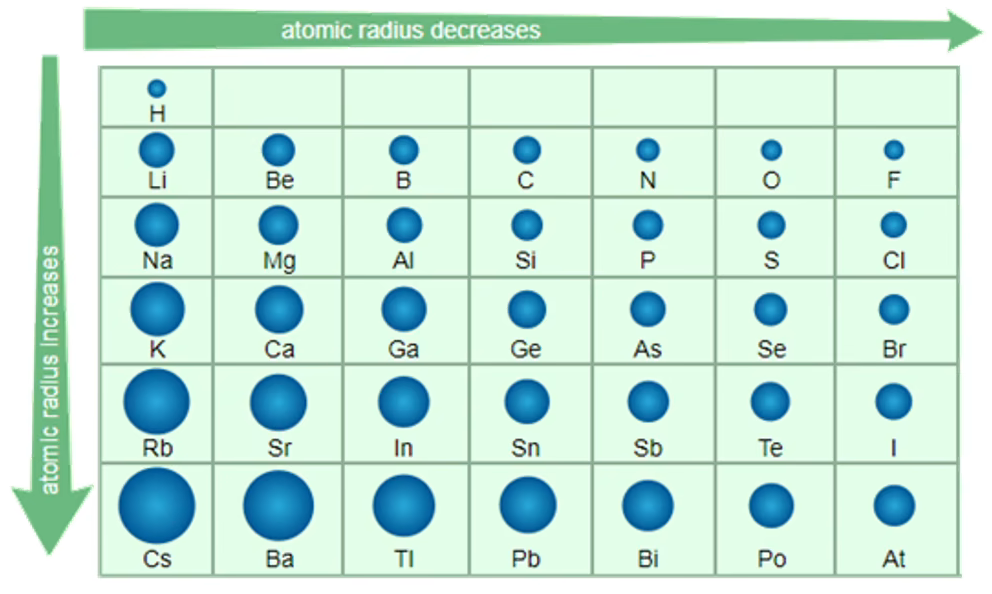 atomic radius decreases
atomic radius increases
H
Li Be B C N O F
Na Mg Al Si P S Cl
K Ca Ga Ge As Se Br
Rb Sr In Sn Sb Te I
Cs Ba Tl Pb Bi Po At